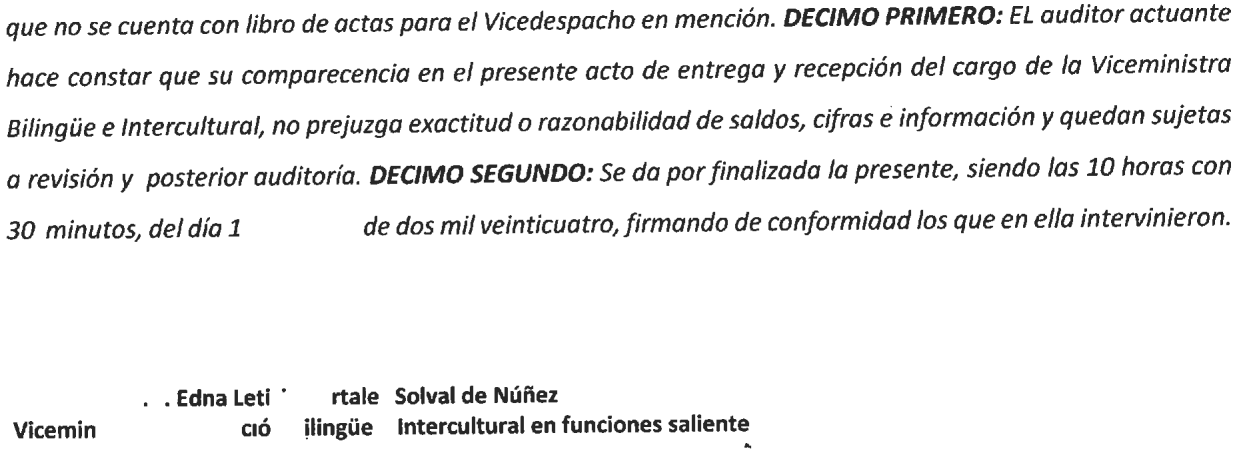 que no se cuenta con libro de actas para el Vicedespacho en mención. DECIMO PRIMERO: EL auditor actuante
hace constar que su comparecencia en el presente acto de entrega y recepción del cargo de la Viceministra
Bilingüe e Intercultural, no prejuzga exactitud o razonabilidad de saldos, cifras e información y quedan sujetas
a revisión y posterior auditoría. DECIMO SEGUNDO: Se da por finalizada la presente, siendo las 10 horas con
30 minutos, del día 1 de dos mil veinticuatro, firmando de conformidad los que en ella intervinieron.
Edna Leti rtale Solval de Núñez
Vicemin ció ilingüe Intercultural en funciones saliente